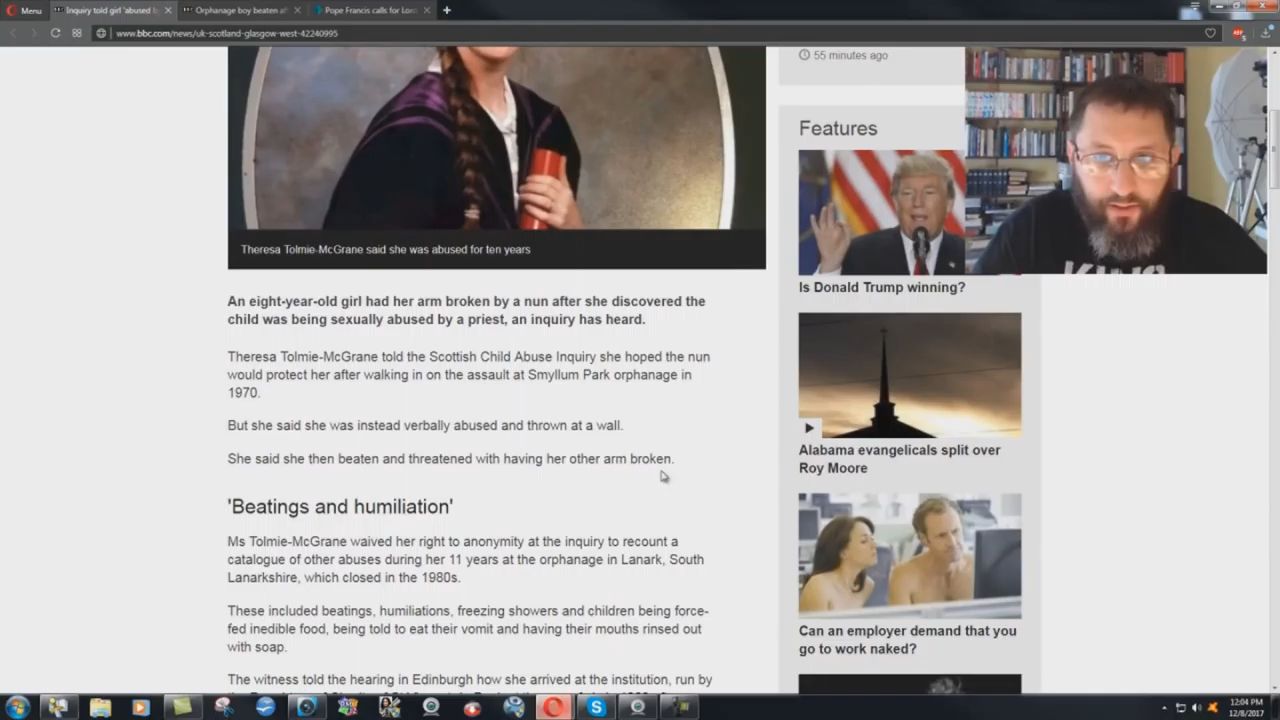 Menu
Inquiry told girl 'abused b
Orphanage boy beaten af
Pope Francis calls for Lor
www.bbc.com/news/uk-scotland-glasgow-west-42240995
55 minutes ago
Features
Theresa Tolmie-McGrane said she was abused for ten years
Is Donald Trump winning?
An eight-year-old girl had her arm broken by a nun after she discovered the
child was being sexually abused by a priest, an inquiry has heard.
Theresa Tolmie-McGrane told the Scottish Child Abuse Inquiry she hoped the nun
would protect her after walking in on the assault at Smyllum Park orphanage in
1970.
But she said she was instead verbally abused and thrown at a wall.
She said she then beaten and threatened with having her other arm broken.
Alabama evangelicals split over
Roy Moore
'Beatings and humiliation'
Ms Tolmie-McGrane waived her right to anonymity at the inquiry to recount a
catalogue of other abuses during her 11 years at the orphanage in Lanark, South
Lanarkshire, which closed in the 1980s.
These included beatings, humiliations, freezing showers and children being force-
fed inedible food, being told to eat their vomit and having their mouths rinsed out
with soap.
Can an employer demand that you
go to work naked?
The witness told the hearing in Edinburgh how she arrived at the institution, run by
12:04 PM
12/8/2017